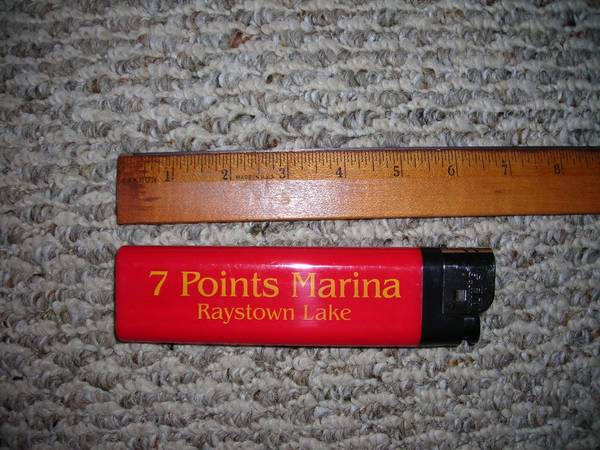 1 2 3 4 5 6 7 8
7 Points Marina
Raystown Lake